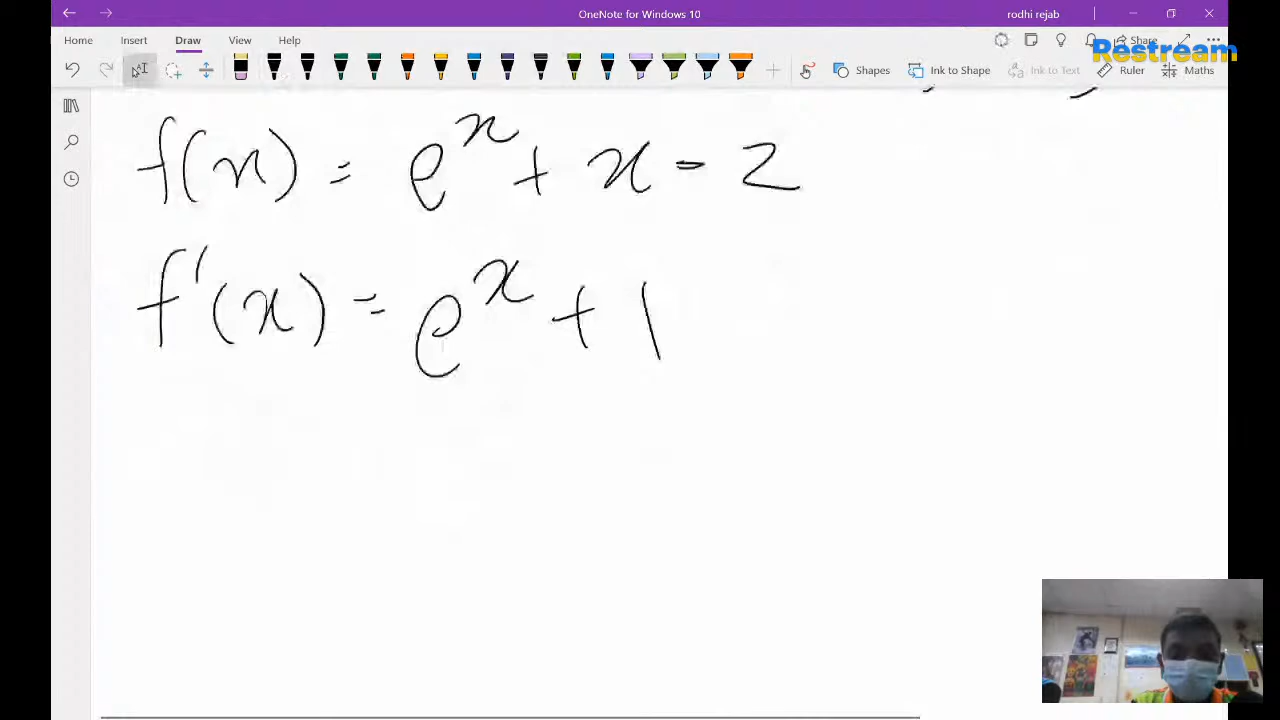 OneNote for Windows 10
rodhi rejab
Home Insert Draw View Help
Share
Restream
Shapes Ink to Shape Ink to Text Ruler Maths
f(x) = e^x + x - 2
f'(x) = e^x + 1